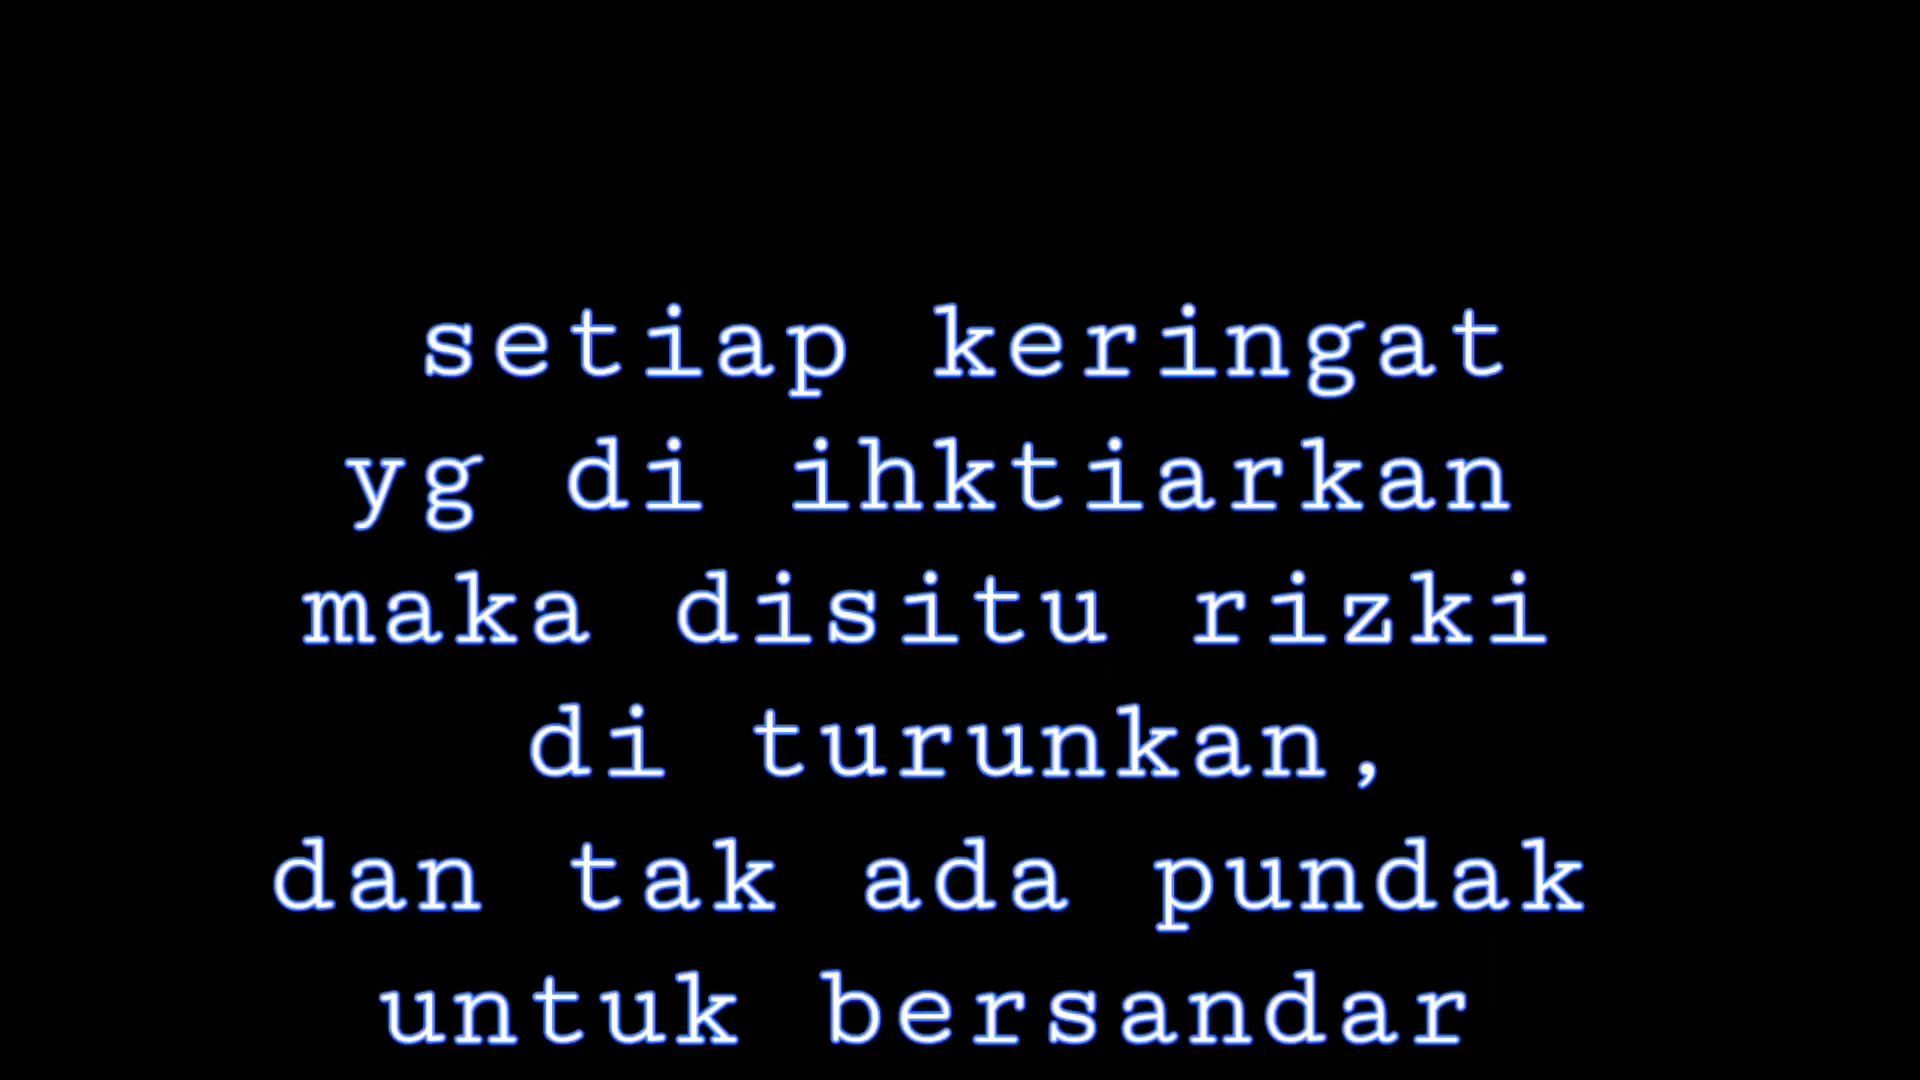 setiap keringat
yg di ihktiarkan
maka disitu rizki
di turunkan,
dan tak ada pundak
untuk bersandar